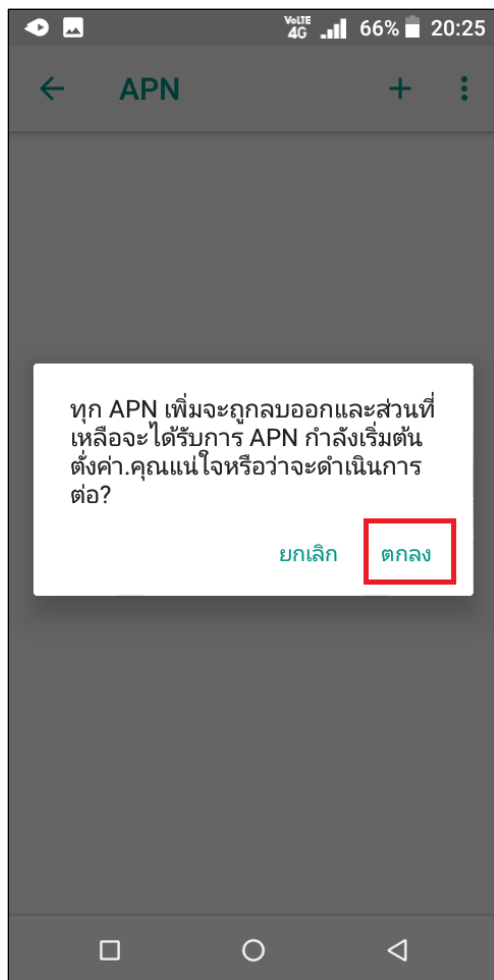 VoLTE 4G 66% 20:25
APN
ทุก APN เพิ่มจะถูกลบออกและส่วนที่
เหลือจะได้รับการ APN กำลังเริ่มต้น
ตั่งค่า.คุณแน่ใจหรือว่าจะดำเนินการ
ต่อ?
ยกเลิก ตกลง